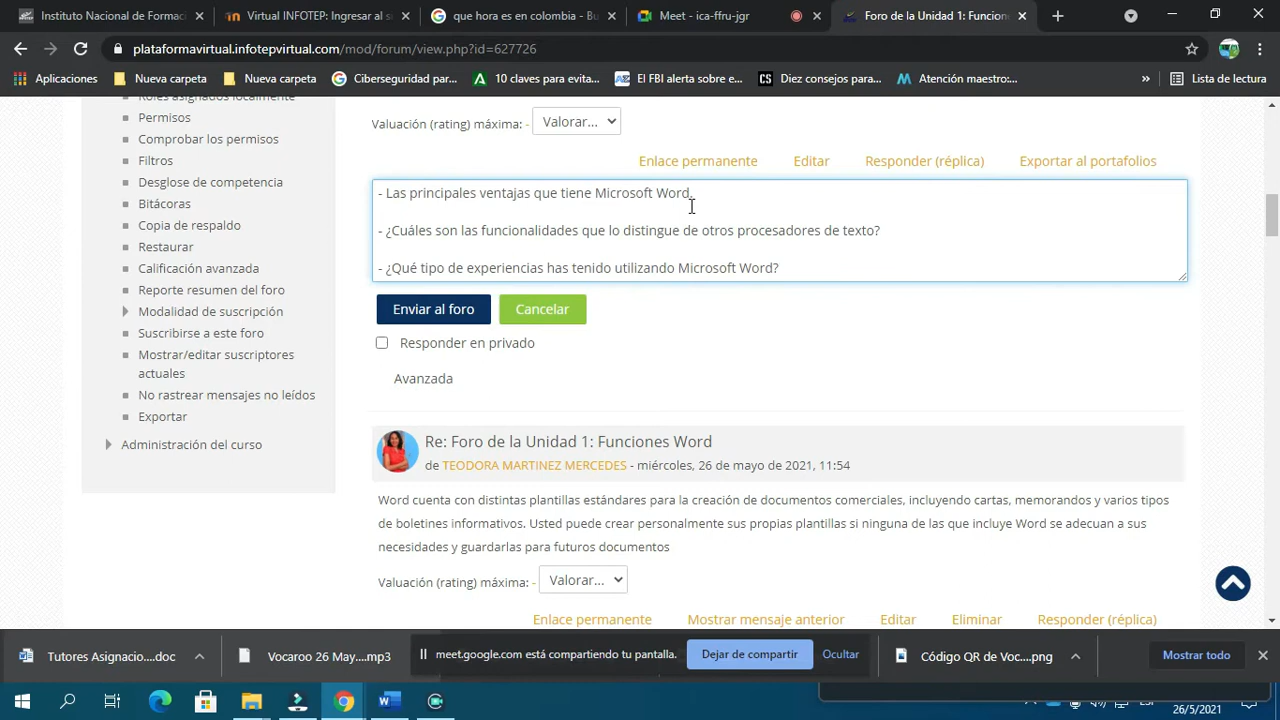 Instituto Nacional de Formaci
Virtual INFOTEP: Ingresar al si
que hora es en colombia - Bu
Meet - ica-ffru-jgr
Foro de la Unidad 1: Funcion
plataformavirtual.infotepvirtual.com/mod/forum/view.php?id=627726
Aplicaciones
Nueva carpeta
Nueva carpeta
Ciberseguridad par...
10 claves para evita...
El FBI alerta sobre e...
Diez consejos para...
Atención maestro:...
»
Lista de lectura
Roles asignados localmente
Permisos
Comprobar los permisos
Filtros
Desglose de competencia
Bitácoras
Copia de respaldo
Restaurar
Calificación avanzada
Reporte resumen del foro
Modalidad de suscripción
Suscribirse a este foro
Mostrar/editar suscriptores
actuales
No rastrear mensajes no leídos
Exportar
Administración del curso
Valuación (rating) máxima: - Valorar...
Enlace permanente Editar Responder (réplica) Exportar al portafolios
- Las principales ventajas que tiene Microsoft Word.
- ¿Cuáles son las funcionalidades que lo distingue de otros procesadores de texto?
- ¿Qué tipo de experiencias has tenido utilizando Microsoft Word?
Enviar al foro Cancelar
Responder en privado
Avanzada
Re: Foro de la Unidad 1: Funciones Word
de TEODORA MARTINEZ MERCEDES - miércoles, 26 de mayo de 2021, 11:54
Word cuenta con distintas plantillas estándares para la creación de documentos comerciales, incluyendo cartas, memorandos y varios tipos
de boletines informativos. Usted puede crear personalmente sus propias plantillas si ninguna de las que incluye Word se adecuan a sus
necesidades y guardarlas para futuros documentos
Valuación (rating) máxima: - Valorar...
Enlace permanente Mostrar mensaje anterior Editar Eliminar Responder (réplica)
Tutores Asignacio....doc
Vocaroo 26 May....mp3
meet.google.com está compartiendo tu pantalla.
Dejar de compartir
Ocultar
Código QR de Voc....png
Mostrar todo
26/5/2021